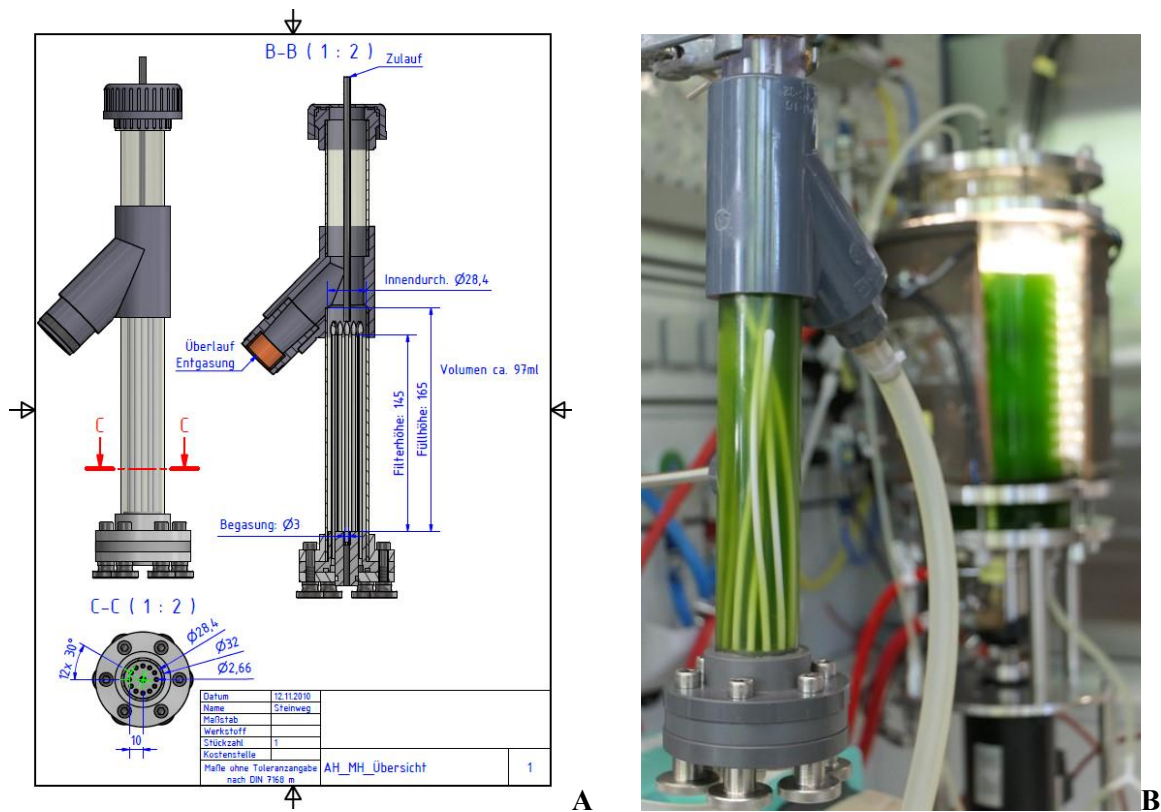 B-B ( 1 : 2 )
Zulauf
Innendurch. Ø28,4
Überlauf
Entgasung
Volumen ca. 97ml
Filterhöhe: 145
Füllhöhe: 165
C
C
Begasung: Ø3
C-C ( 1 : 2 )
12x 30°
Ø28,4
Ø32
Ø2,66
10
Datum 12.11.2010
Name Steinweg
Maßstab
Werkstoff
Stückzahl 1
Kostenstelle
Maße ohne Toleranzangabe
nach DIN 7168 m
AH_MH_Übersicht
1
A
B